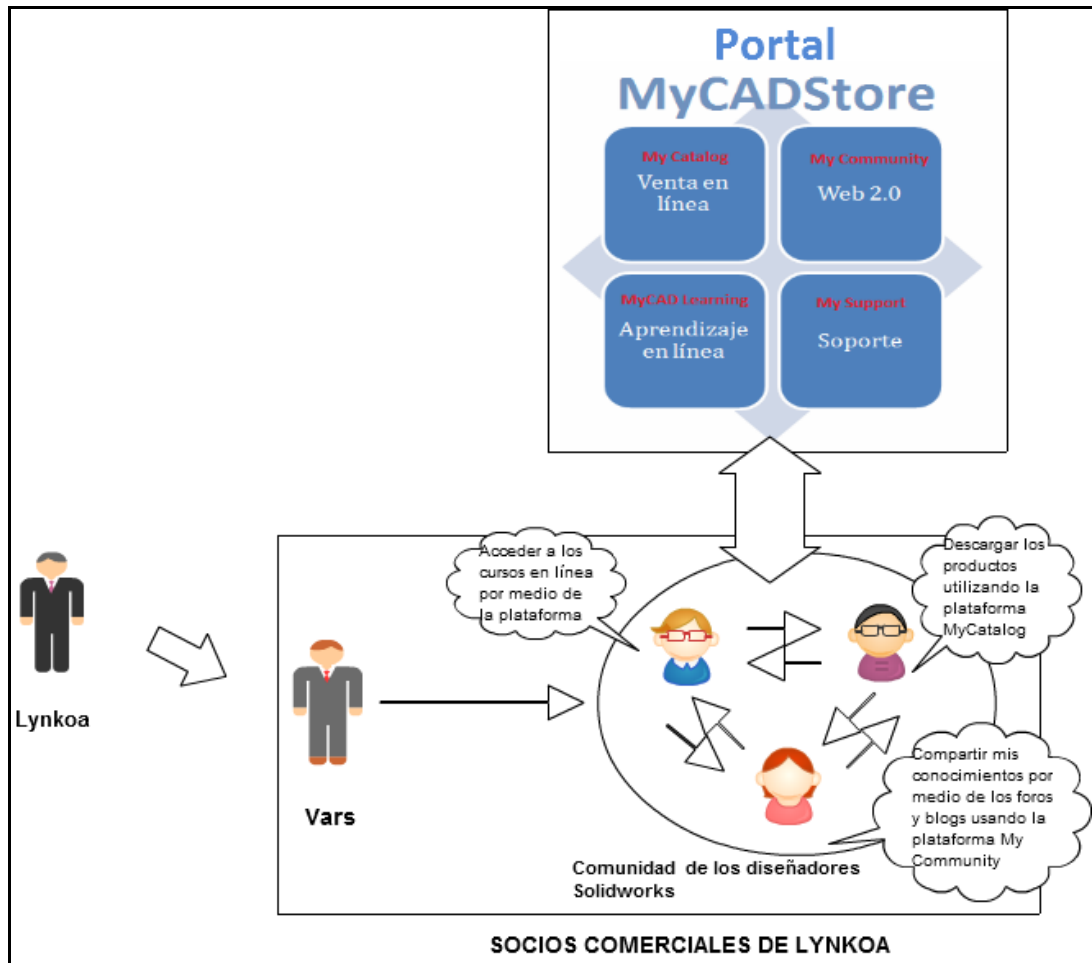 Portal
MyCADStore
My Catalog
Venta en
línea
My Community
Web 2.0
MyCAD Learning
Aprendizaje
en línea
My Support
Soporte
Acceder a los
cursos en línea
por medio de
la plataforma
Descargar los
productos
utilizando la
plataforma
MyCatalog
Lynkoa
Vars
Compartir mis
conocimientos por
medio de los foros
y blogs usando la
plataforma My
Community
Comunidad de los diseñadores
Solidworks
SOCIOS COMERCIALES DE LYNKOA